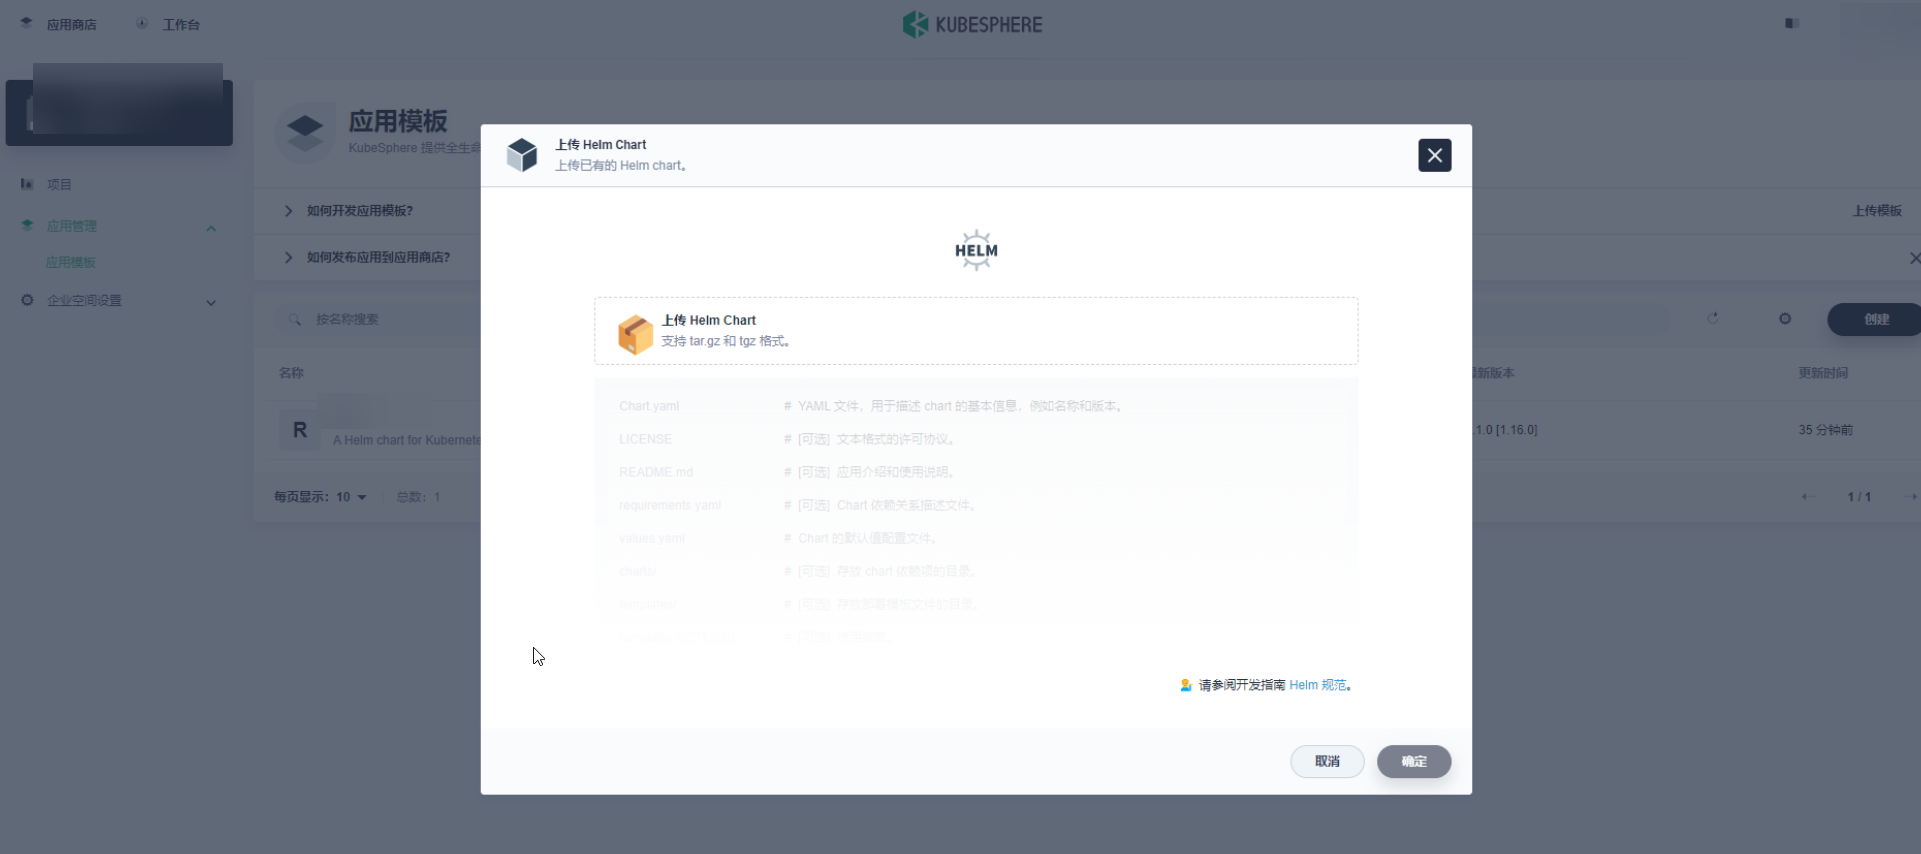 应用商店
工作台
KUBESPHERE
应用模板
KubeSphere 提供全生命
项目
应用管理
应用模板
企业空间设置
如何开发应用模板?
如何发布应用到应用商店?
上传模板
按名称搜索
创建
名称
最新版本
更新时间
R
A Helm chart for Kubernete
.1.0 [1.16.0]
35 分钟前
每页显示: 10
总数: 1
1 / 1
上传 Helm Chart
上传已有的 Helm chart。
HELM
上传 Helm Chart
支持 tar.gz 和 tgz 格式。
Chart.yaml # YAML 文件，用于描述 chart 的基本信息，例如名称和版本。
LICENSE # [可选] 文本格式的许可协议。
README.md # [可选] 应用介绍和使用说明。
requirements.yaml # [可选] Chart 依赖关系描述文件。
values.yaml # Chart 的默认值配置文件。
charts/ # [可选] 存放 chart 依赖项的目录。
templates/ # [可选] 存放部署模板文件的目录。
请参阅开发指南 Helm 规范。
取消
确定